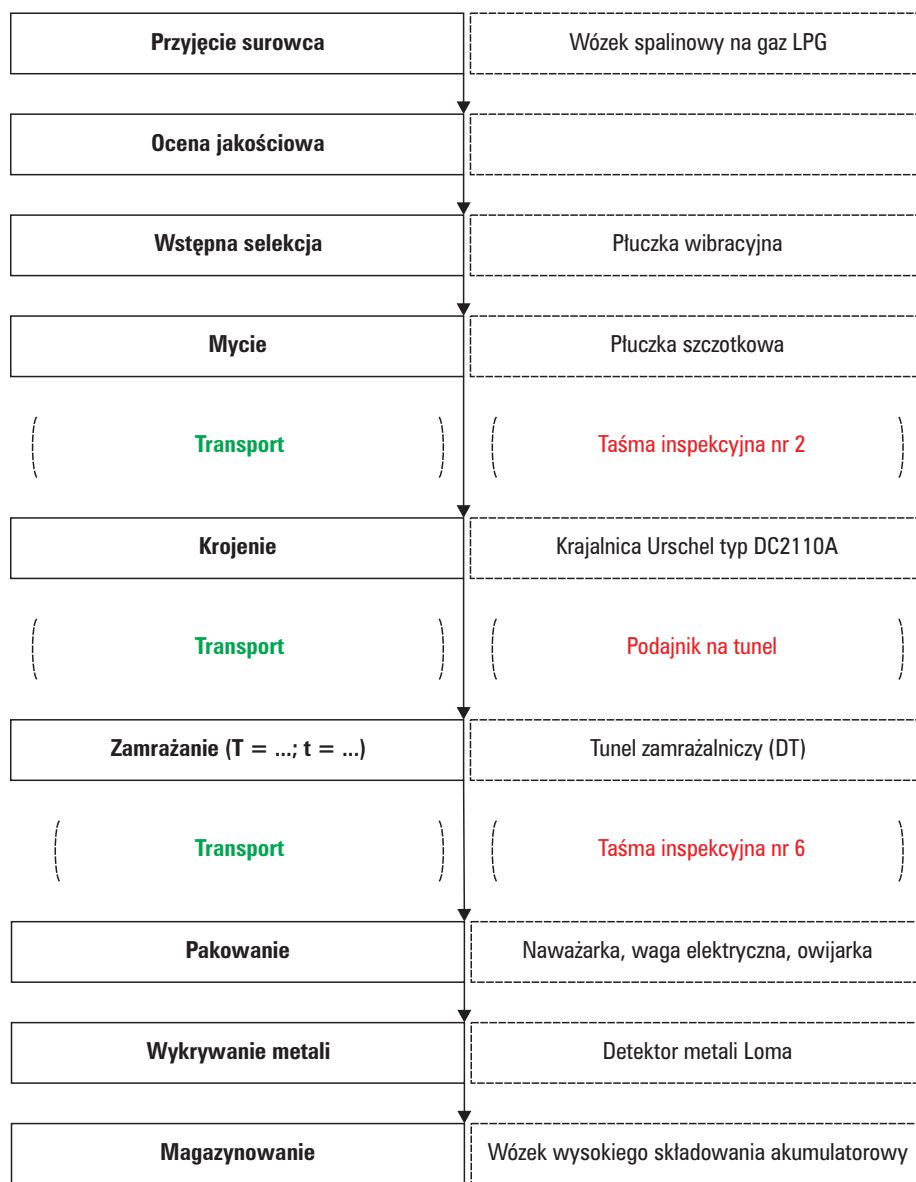 Przyjęcie surowca
Wózek spalinowy na gaz LPG
Ocena jakościowa
Wstępna selekcja
Płuczka wibracyjna
Mycie
Płuczka szczotkowa
Transport
Taśma inspekcyjna nr 2
Krojenie
Krajalnica Urschel typ DC2110A
Transport
Podajnik na tunel
Zamrażanie (T = ...; t = ...)
Tunel zamrażalniczy (DT)
Transport
Taśma inspekcyjna nr 6
Pakowanie
Naważarka, waga elektryczna, owijarka
Wykrywanie metali
Detektor metali Loma
Magazynowanie
Wózek wysokiego składowania akumulatorowy